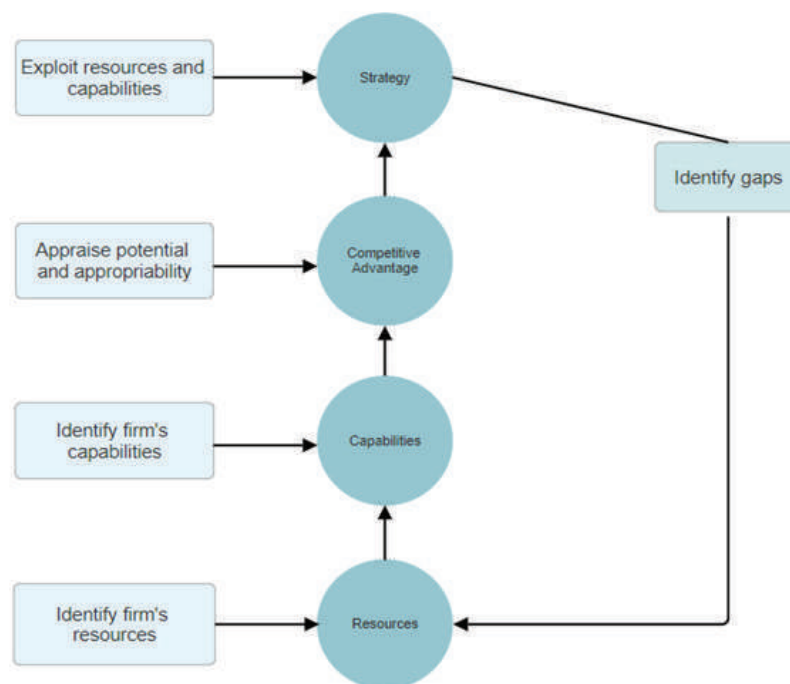 Exploit resources and
capabilities
Strategy
Identify gaps
Appraise potential
and appropriability
Competitive
Advantage
Identify firm's
capabilities
Capabilities
Identify firm's
resources
Resources